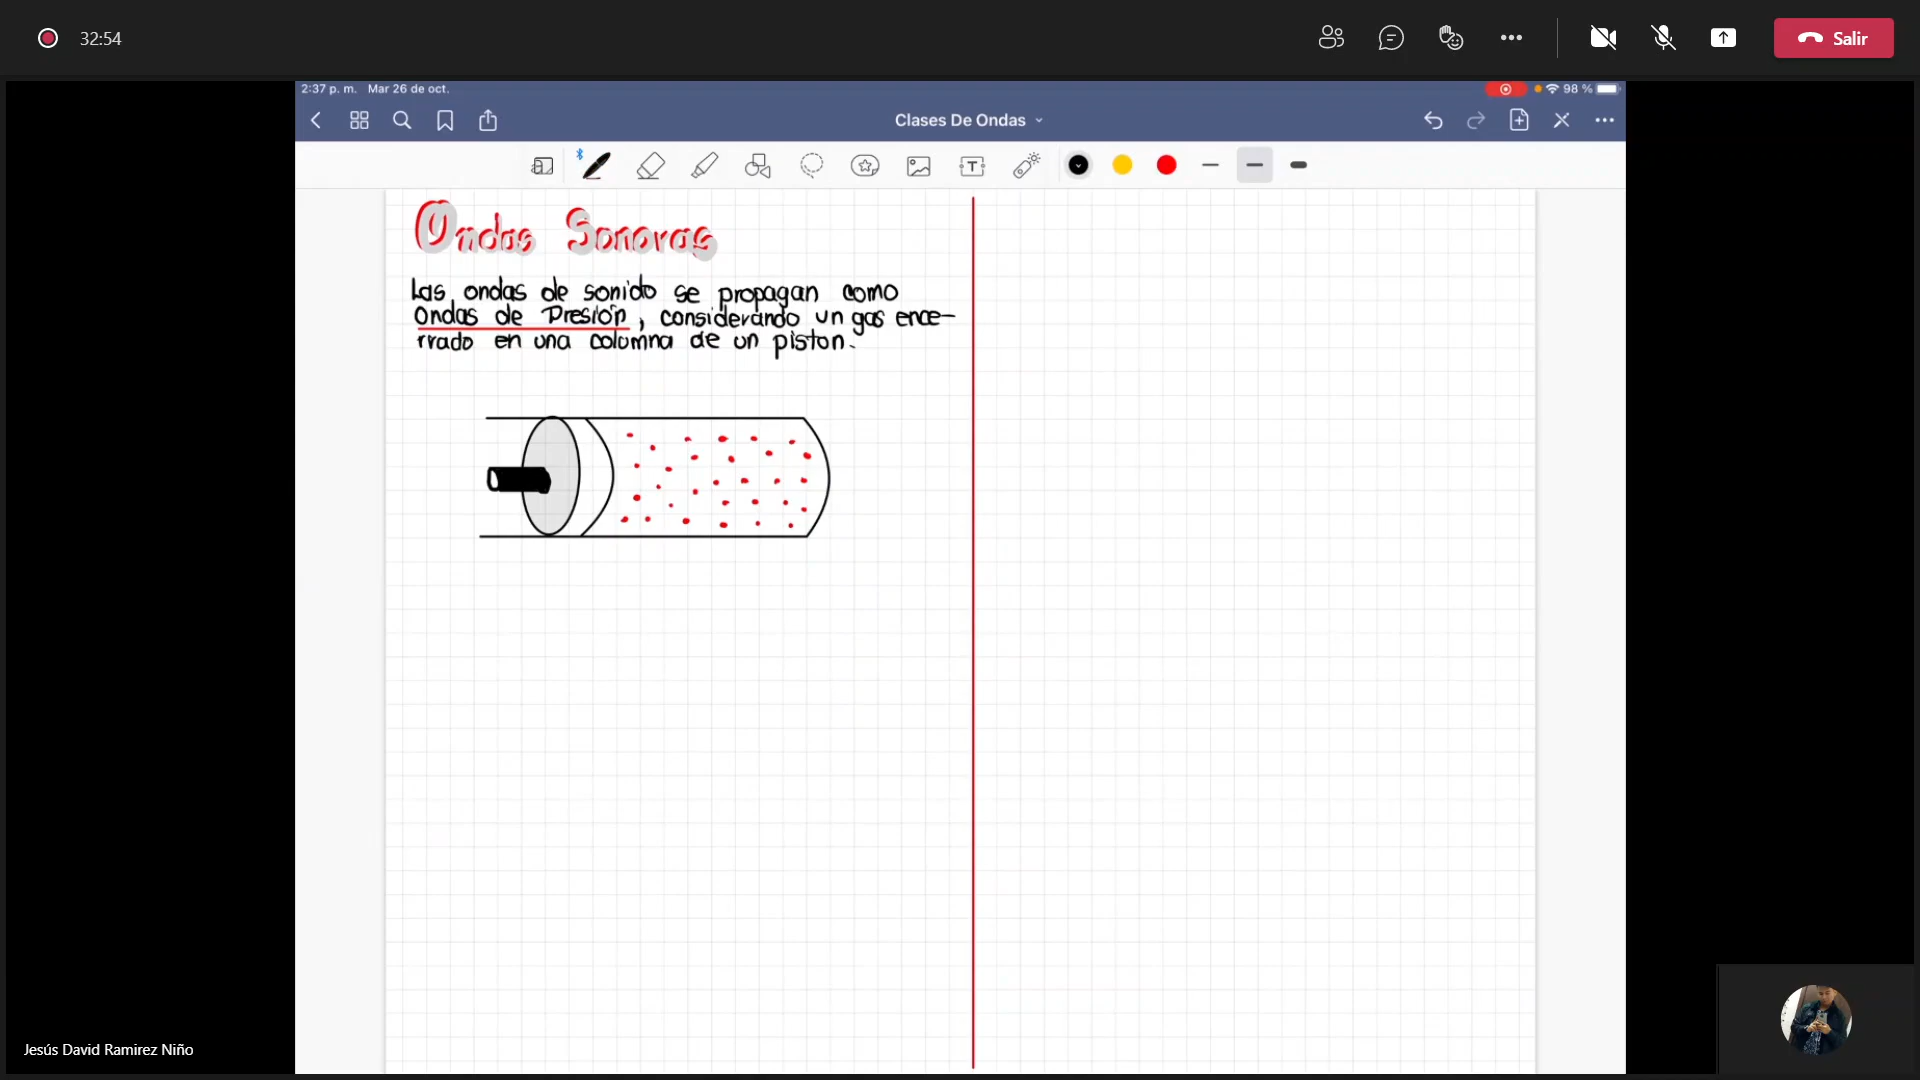 32:54
Salir
2:37 p. m. Mar 26 de oct.
98 %
Clases De Ondas
T
Ondas Sonoras
Las ondas de sonido se propagan como
Ondas de Presión, considerando un gas ence-
rrado en una columna de un piston.
Jesús David Ramirez Niño